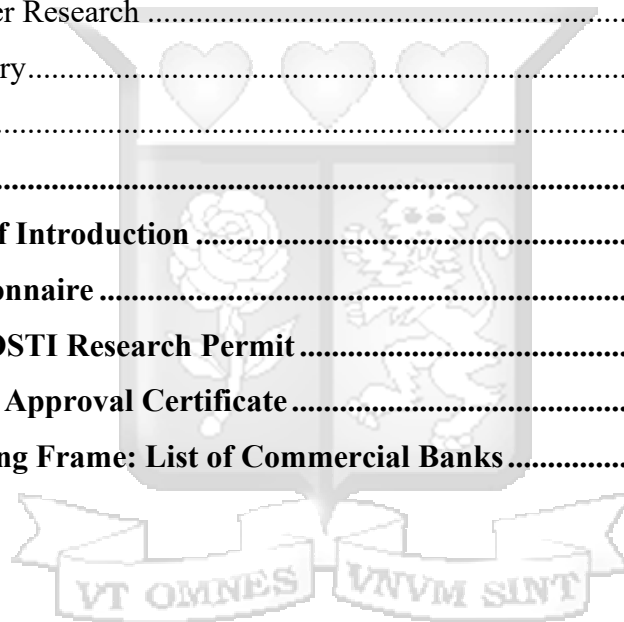 er Research ..............................................................
ry...............................................................................
..................................................................................
..................................................................................
f Introduction .......................................................
onnaire ...................................................................
OSTI Research Permit .........................................
Approval Certificate ..........................................
ng Frame: List of Commercial Banks ...............
VT OMNES VNVM SINT